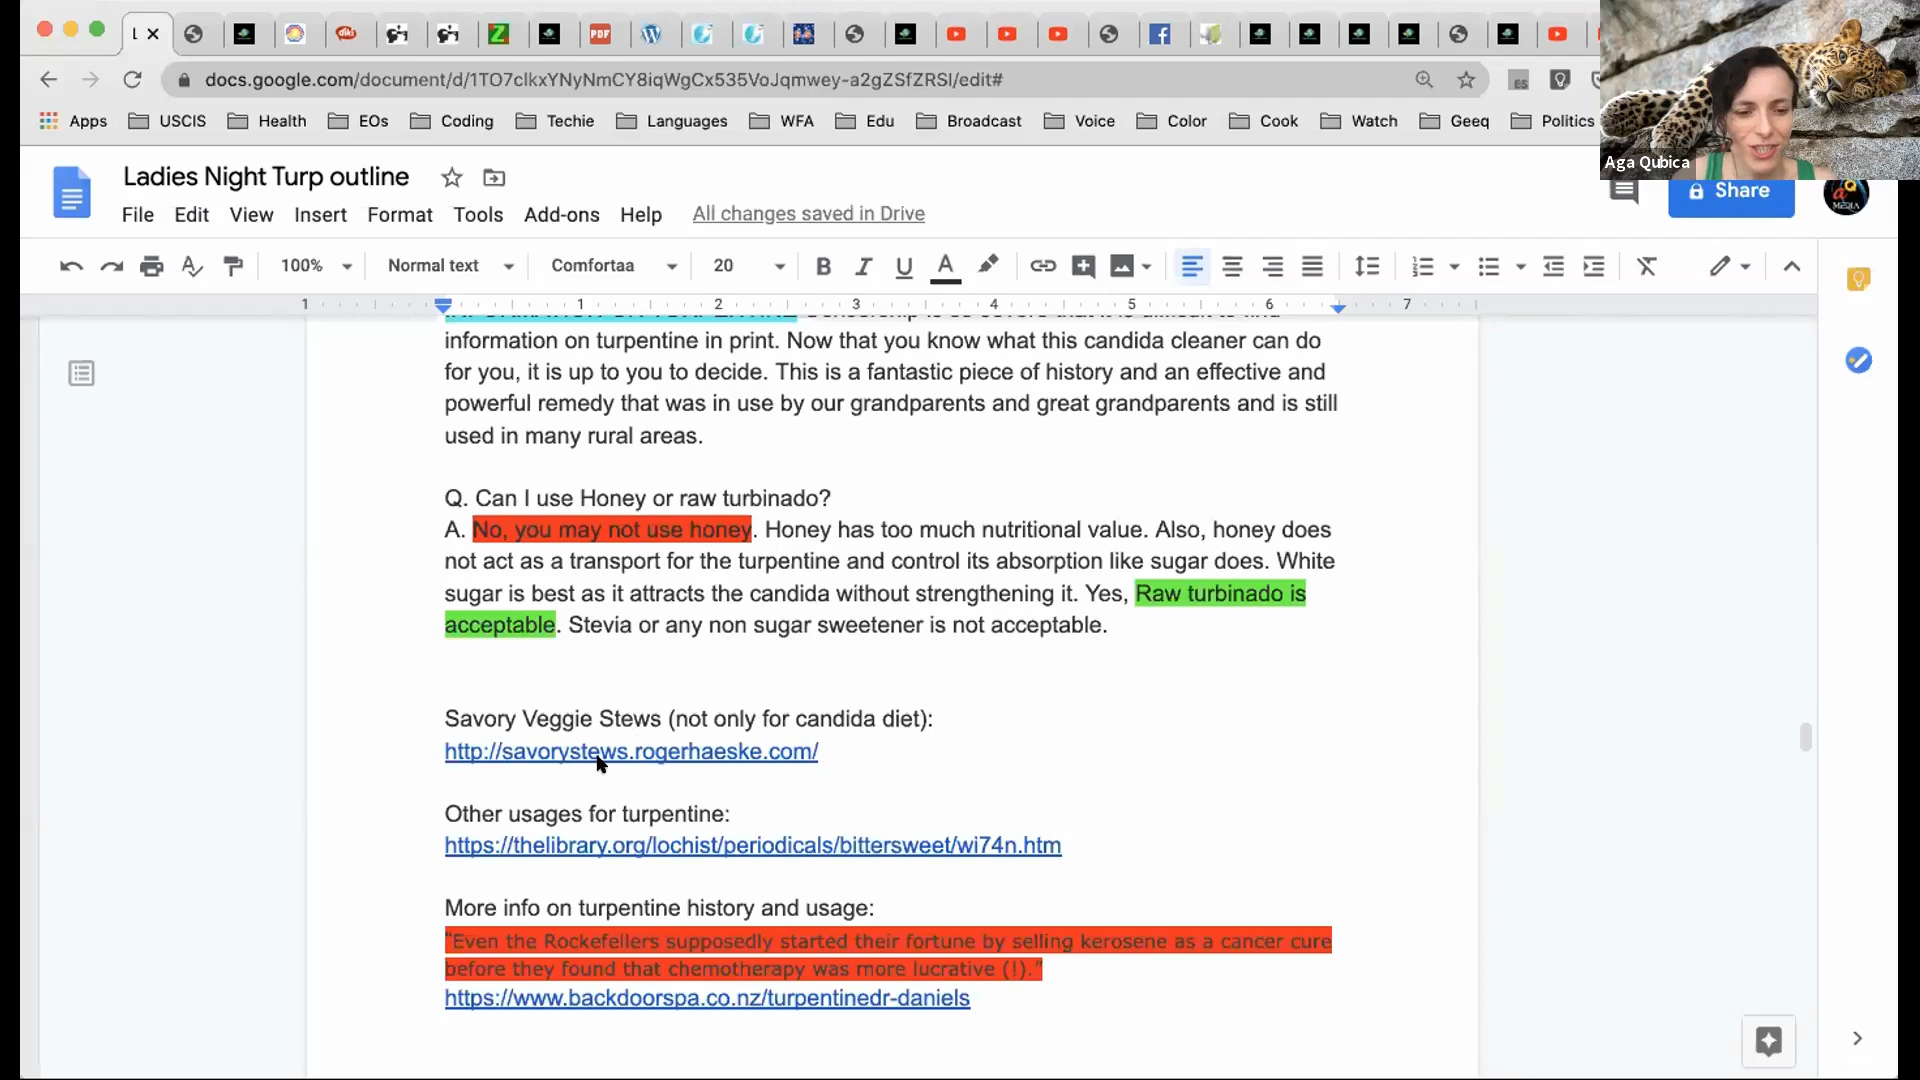 L
docs.google.com/document/d/1TO7clkxYNyNmCY8iqWgCx535VoJqmwey-a2gZSfZRSI/edit#
Apps USCIS Health EOs Coding Techie Languages WFA Edu Broadcast Voice Color Cook Watch Geeq Politics
Aga Qubica
Ladies Night Turp outline
Share
File Edit View Insert Format Tools Add-ons Help All changes saved in Drive
100% Normal text Comfortaa 20 B I U A
1 1 2 3 4 5 6 7
information on turpentine in print. Now that you know what this candida cleaner can do
for you, it is up to you to decide. This is a fantastic piece of history and an effective and
powerful remedy that was in use by our grandparents and great grandparents and is still
used in many rural areas.
Q. Can I use Honey or raw turbinado?
A. No, you may not use honey. Honey has too much nutritional value. Also, honey does
not act as a transport for the turpentine and control its absorption like sugar does. White
sugar is best as it attracts the candida without strengthening it. Yes, Raw turbinado is
acceptable. Stevia or any non sugar sweetener is not acceptable.
Savory Veggie Stews (not only for candida diet):
http://savorystews.rogerhaeske.com/
Other usages for turpentine:
https://thelibrary.org/lochist/periodicals/bittersweet/wi74n.htm
More info on turpentine history and usage:
"Even the Rockefellers supposedly started their fortune by selling kerosene as a cancer cure
before they found that chemotherapy was more lucrative (!)."
https://www.backdoorspa.co.nz/turpentinedr-daniels